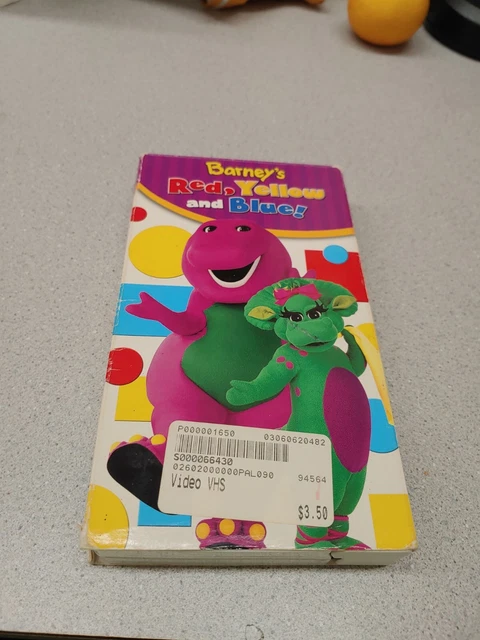 Barney's
Red, Yellow
and Blue!
P000001650 03060620482
S000066430
02602000000PAL090 94564
Video VHS
$3.50